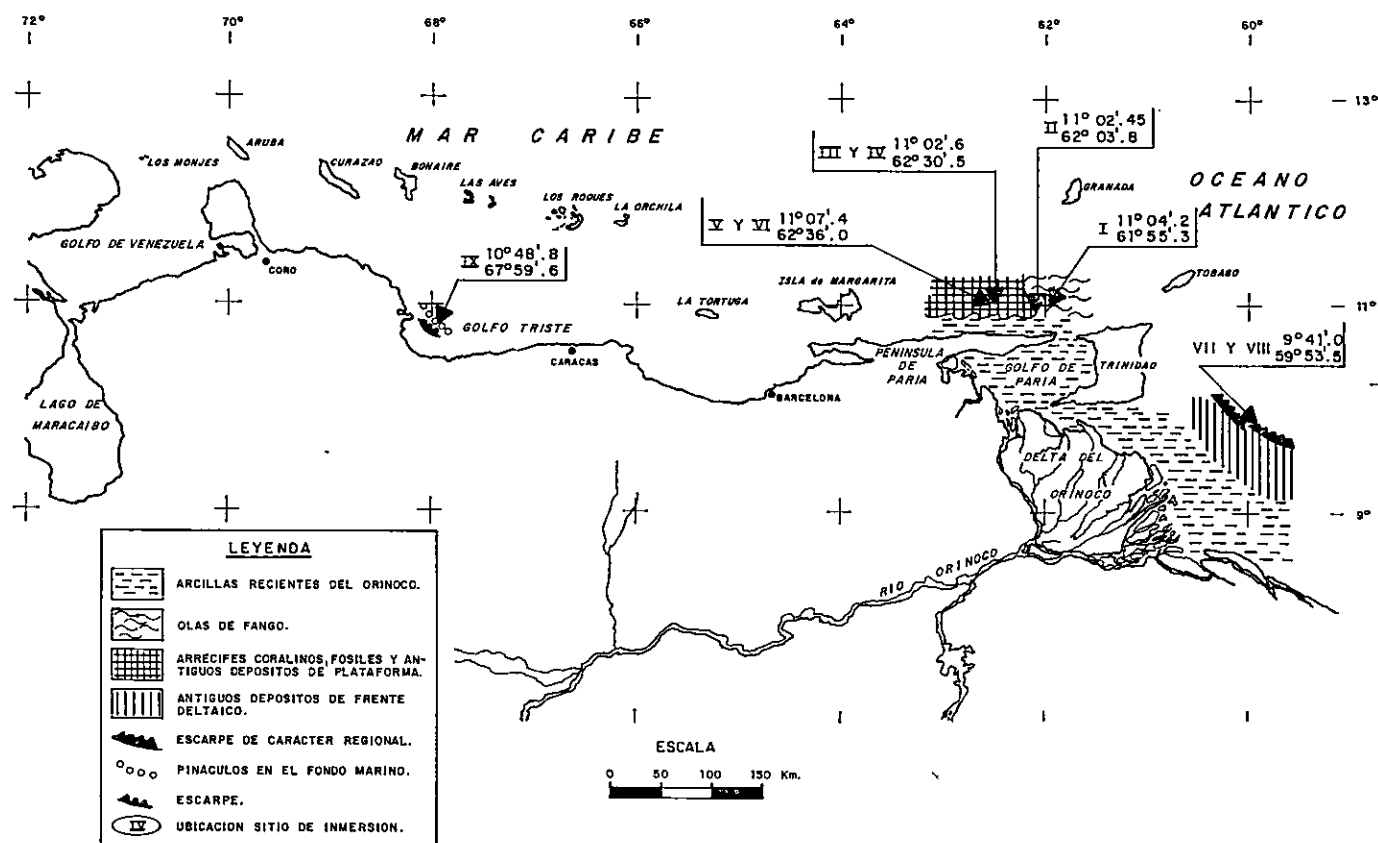 72° 70° 68° 66° 64° 62° 60°
13°
MAR CARIBE
ARUBA
LOS MONJES
CURAZAO
BONAIRE
LAS AVES
LOS ROQUES
LA ORCHILA
II 11° 02'.45
62° 03'.8
III Y IV 11° 02'.6
62° 30'.5
GRANADA
OCEANO
ATLANTICO
V Y VI 11° 07'.4
62° 36'.0
I 11° 04'.2
61° 55'.3
GOLFO DE VENEZUELA
CORO
IX 10° 48'.8
67° 59'.6
ISLA de MARGARITA
LA TORTUGA
TOBAGO
11°
GOLFO TRISTE
CARACAS
PENINSULA
DE
PARIA
GOLFO DE
PARIA
TRINIDAD
VII Y VIII 9° 41'.0
59° 53'.5
BARCELONA
LAGO DE
MARACAIBO
DELTA DEL
ORINOCO
9°
RIO ORINOCO
LEYENDA
ARCILLAS RECIENTES DEL ORINOCO.
OLAS DE FANGO.
ARRECIFES CORALINOS, FOSILES Y AN-
TIGUOS DEPOSITOS DE PLATAFORMA.
ANTIGUOS DEPOSITOS DE FRENTE
DELTAICO.
ESCARPE DE CARACTER REGIONAL.
PINACULOS EN EL FONDO MARINO.
ESCARPE.
IV UBICACION SITIO DE INMERSION.
ESCALA
0 50 100 150 Km.